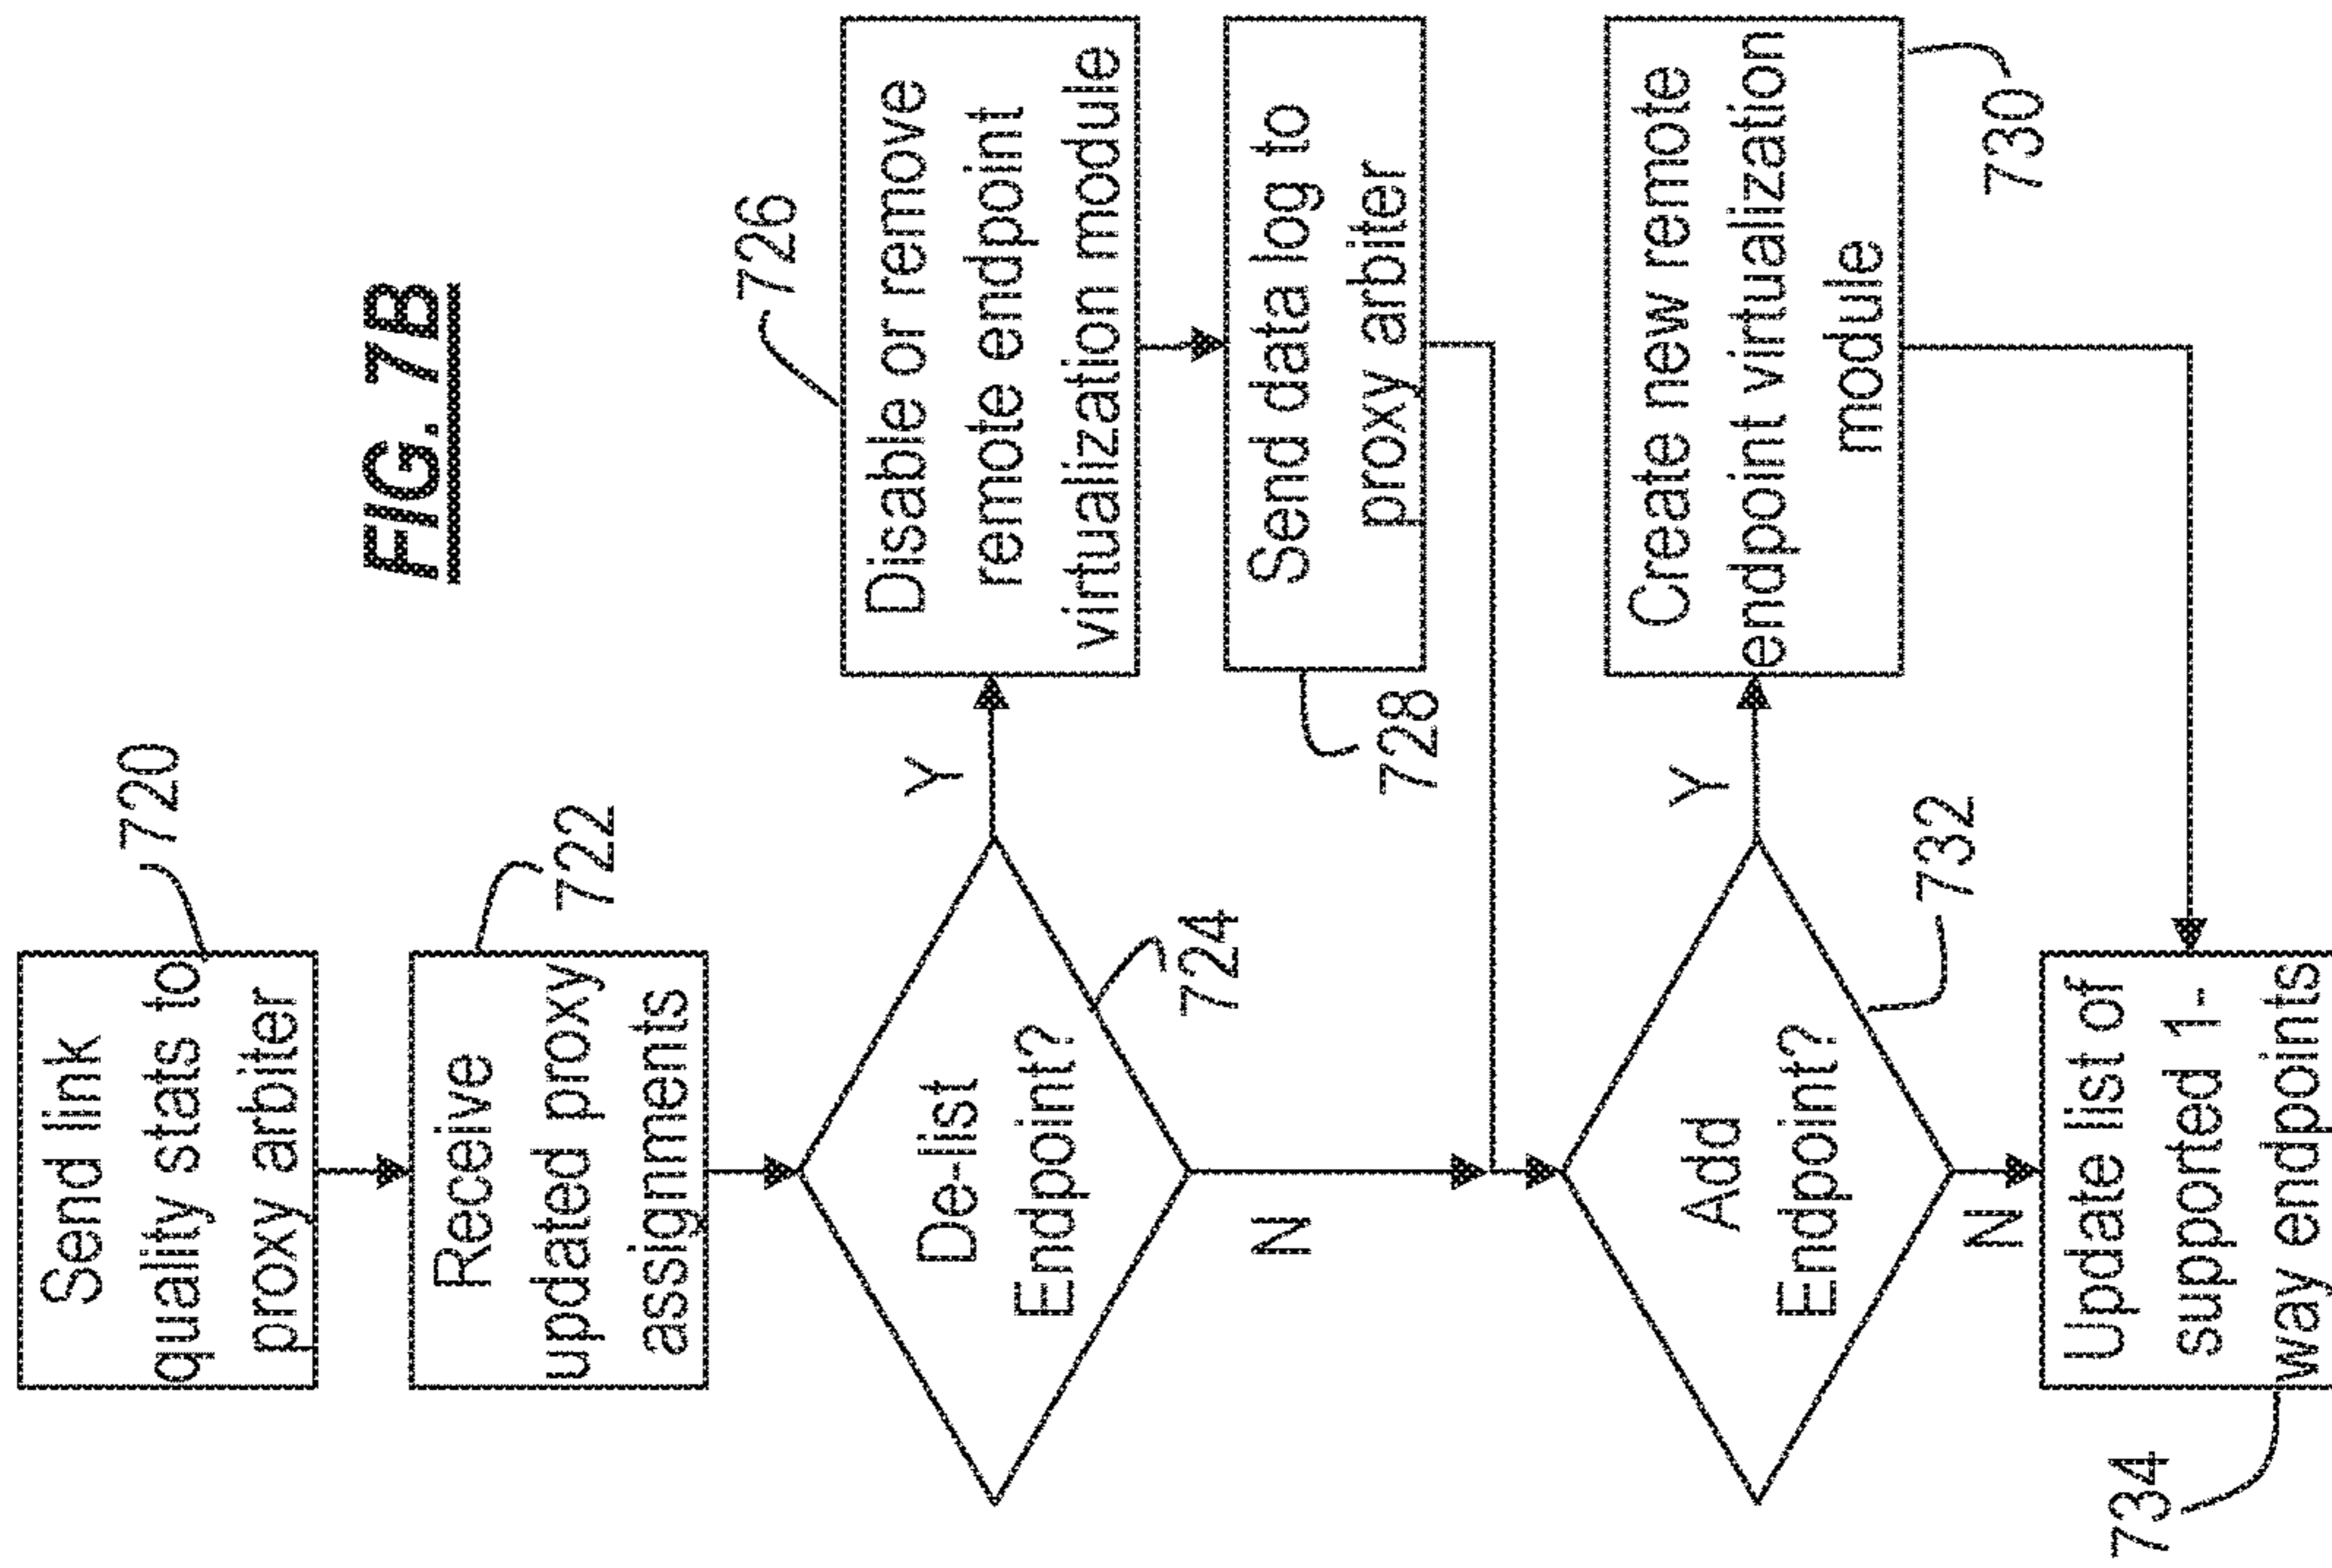 FIG. 7B
Send link
quality stats to
proxy arbiter
720
Receive
updated proxy
assignments
722
De-list
Endpoint?
724
Y
N
Disable or remove
remote endpoint
virtualization module
726
Send data log to
proxy arbiter
728
Add
Endpoint?
732
Y
N
Create new remote
endpoint virtualization
module
730
Update list of
supported 1-
way endpoints
734